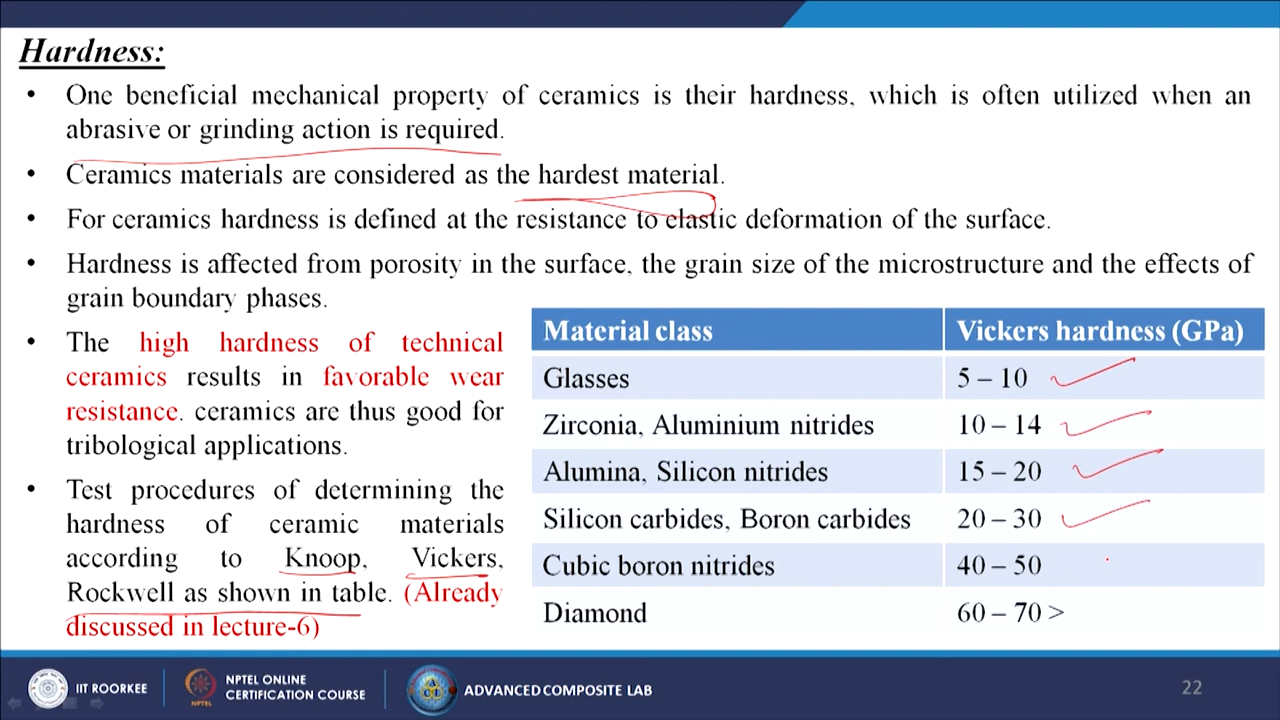 Hardness:
• One beneficial mechanical property of ceramics is their hardness, which is often utilized when an
abrasive or grinding action is required.
• Ceramics materials are considered as the hardest material.
• For ceramics hardness is defined at the resistance to elastic deformation of the surface.
• Hardness is affected from porosity in the surface, the grain size of the microstructure and the effects of
grain boundary phases.
• The high hardness of technical
ceramics results in favorable wear
resistance. ceramics are thus good for
tribological applications.
• Test procedures of determining the
hardness of ceramic materials
according to Knoop, Vickers,
Rockwell as shown in table. (Already
discussed in lecture-6)
Material class Vickers hardness (GPa)
Glasses 5 – 10
Zirconia, Aluminium nitrides 10 – 14
Alumina, Silicon nitrides 15 – 20
Silicon carbides, Boron carbides 20 – 30
Cubic boron nitrides 40 – 50
Diamond 60 – 70 >
IIT ROORKEE
NPTEL ONLINE
CERTIFICATION COURSE
NPTEL
ADVANCED COMPOSITE LAB
22